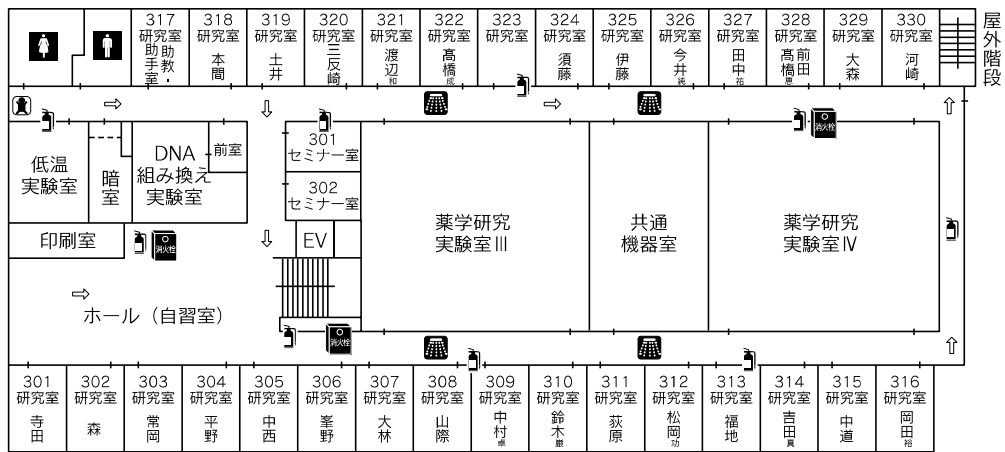 317
研究室
助教・
助手室
318
研究室
本間
319
研究室
土井
320
研究室
三反崎
321
研究室
渡辺和
322
研究室
髙橋成
323
研究室
324
研究室
須藤
325
研究室
伊藤
326
研究室
今井純
327
研究室
田中祐
328
研究室
前田
髙橋恵
329
研究室
大森
330
研究室
河崎
屋外階段
低温
実験室
暗室
DNA
組み換え
実験室
前室
301
セミナー室
302
セミナー室
EV
印刷室
消火栓
消火栓
消火栓
薬学研究
実験室Ⅲ
共通
機器室
薬学研究
実験室Ⅳ
ホール（自習室）
301
研究室
寺田
302
研究室
森
303
研究室
常岡
304
研究室
平野
305
研究室
中西
306
研究室
峯野
307
研究室
大林
308
研究室
山際
309
研究室
中村卓
310
研究室
鈴木巌
311
研究室
荻原
312
研究室
松岡功
313
研究室
福地
314
研究室
吉田真
315
研究室
中道
316
研究室
岡田裕